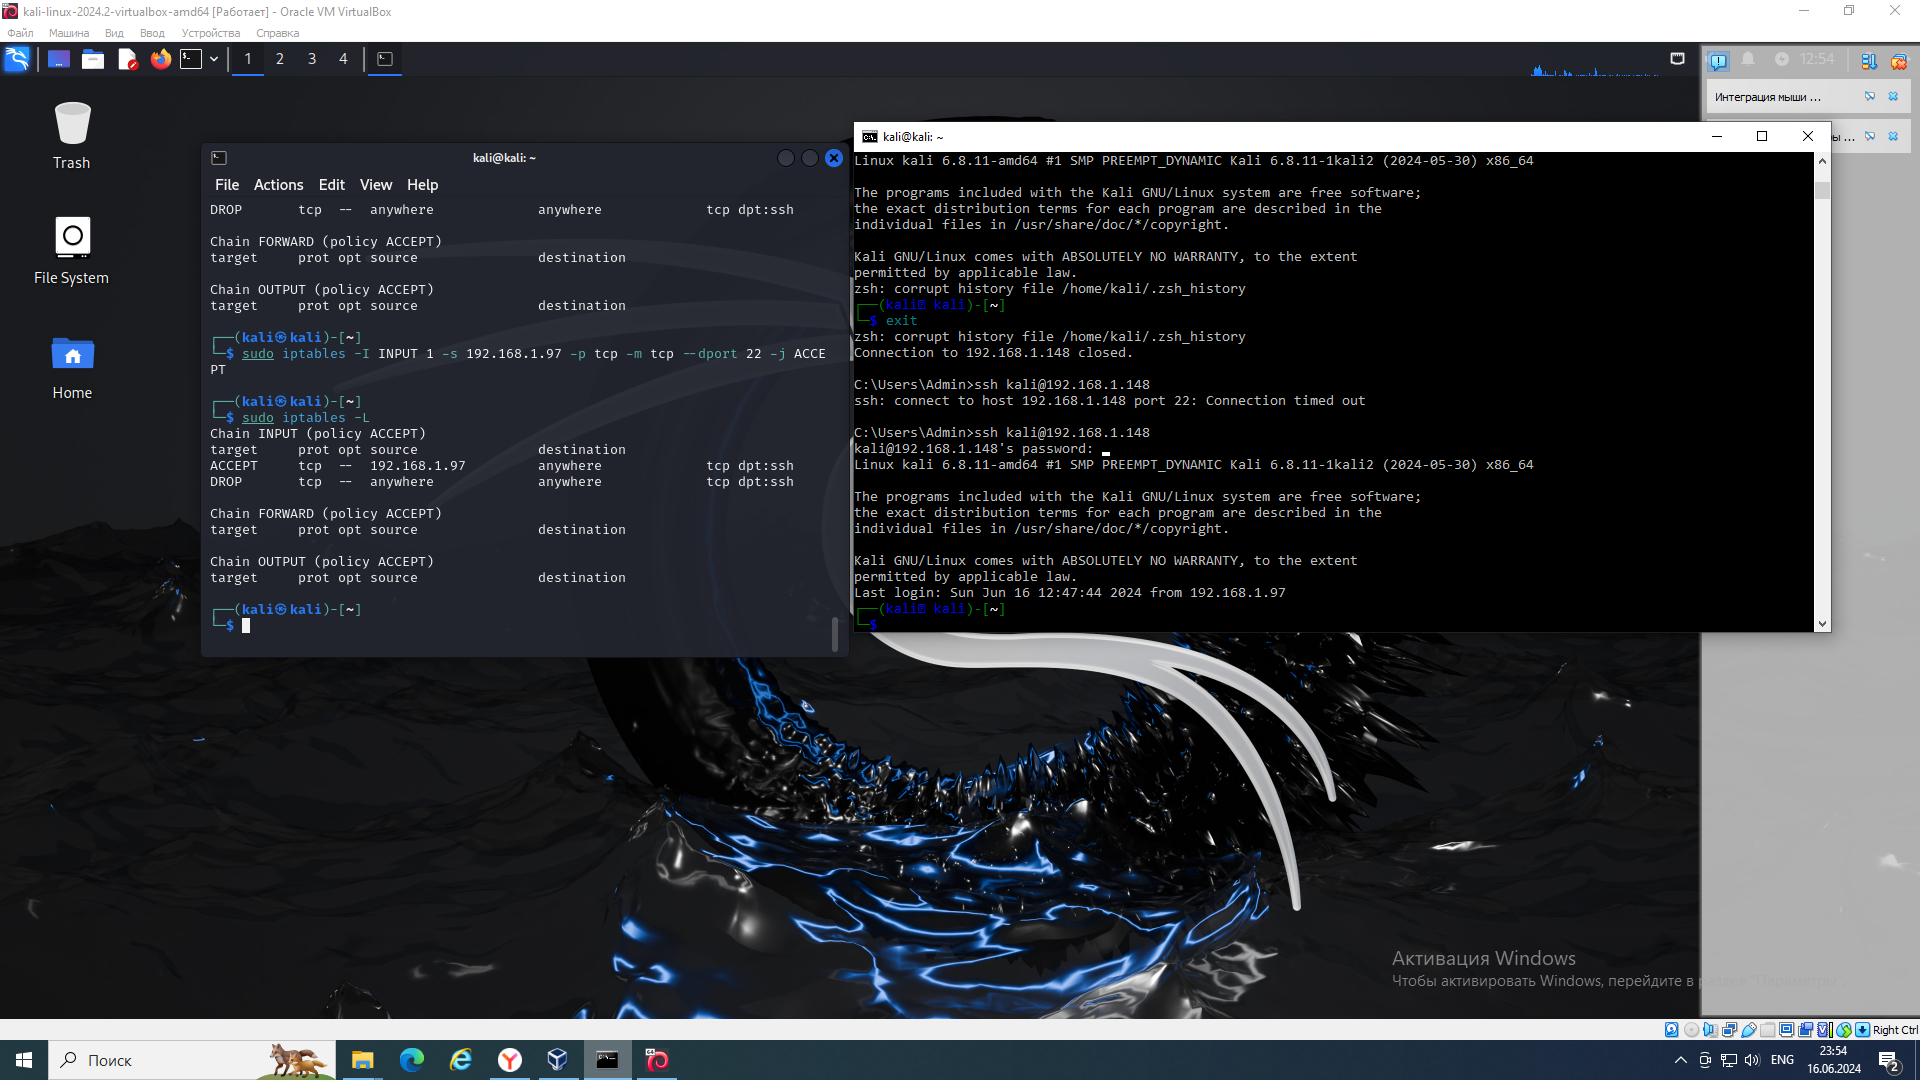 kali-linux-2024.2-virtualbox-amd64 [Работает] - Oracle VM VirtualBox
Файл Машина Вид Ввод Устройства Справка
1 2 3 4
12:54
Интеграция мыши ...
ы ...
Trash
File System
Home
kali@kali: ~
File Actions Edit View Help
DROP tcp -- anywhere anywhere tcp dpt:ssh
Chain FORWARD (policy ACCEPT)
target prot opt source destination
Chain OUTPUT (policy ACCEPT)
target prot opt source destination
┌──(kali㉿kali)-[~]
└─$ sudo iptables -I INPUT 1 -s 192.168.1.97 -p tcp -m tcp --dport 22 -j ACCE
PT
┌──(kali㉿kali)-[~]
└─$ sudo iptables -L
Chain INPUT (policy ACCEPT)
target prot opt source destination
ACCEPT tcp -- 192.168.1.97 anywhere tcp dpt:ssh
DROP tcp -- anywhere anywhere tcp dpt:ssh
Chain FORWARD (policy ACCEPT)
target prot opt source destination
Chain OUTPUT (policy ACCEPT)
target prot opt source destination
┌──(kali㉿kali)-[~]
└─$
kali@kali: ~
Linux kali 6.8.11-amd64 #1 SMP PREEMPT_DYNAMIC Kali 6.8.11-1kali2 (2024-05-30) x86_64
The programs included with the Kali GNU/Linux system are free software;
the exact distribution terms for each program are described in the
individual files in /usr/share/doc/*/copyright.
Kali GNU/Linux comes with ABSOLUTELY NO WARRANTY, to the extent
permitted by applicable law.
zsh: corrupt history file /home/kali/.zsh_history
┌──(kali kali)-[~]
└─$ exit
zsh: corrupt history file /home/kali/.zsh_history
Connection to 192.168.1.148 closed.
C:\Users\Admin>ssh kali@192.168.1.148
ssh: connect to host 192.168.1.148 port 22: Connection timed out
C:\Users\Admin>ssh kali@192.168.1.148
kali@192.168.1.148's password:
Linux kali 6.8.11-amd64 #1 SMP PREEMPT_DYNAMIC Kali 6.8.11-1kali2 (2024-05-30) x86_64
The programs included with the Kali GNU/Linux system are free software;
the exact distribution terms for each program are described in the
individual files in /usr/share/doc/*/copyright.
Kali GNU/Linux comes with ABSOLUTELY NO WARRANTY, to the extent
permitted by applicable law.
Last login: Sun Jun 16 12:47:44 2024 from 192.168.1.97
┌──(kali kali)-[~]
└─$
Активация Windows
Чтобы активировать Windows, перейдите в раздел "Параметры".
Right Ctrl
Поиск
ENG
23:54
16.06.2024
2